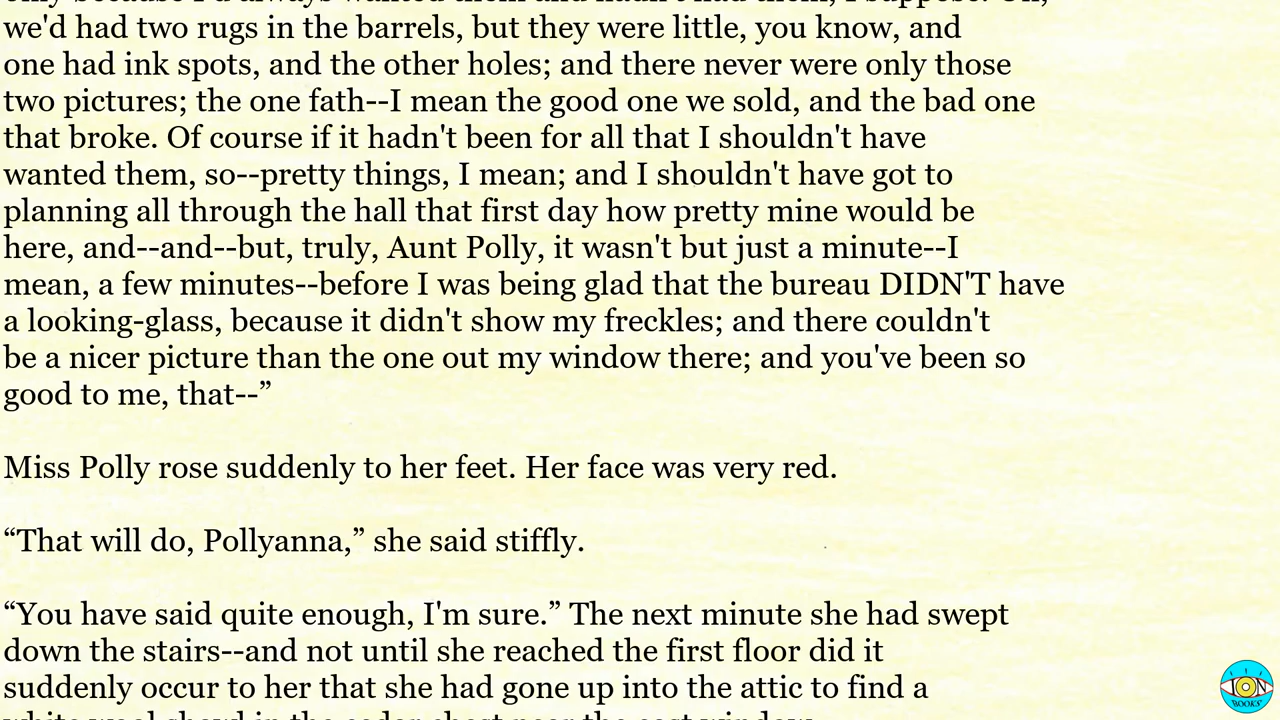 we'd had two rugs in the barrels, but they were little, you know, and
one had ink spots, and the other holes; and there never were only those
two pictures; the one fath--I mean the good one we sold, and the bad one
that broke. Of course if it hadn't been for all that I shouldn't have
wanted them, so--pretty things, I mean; and I shouldn't have got to
planning all through the hall that first day how pretty mine would be
here, and--and--but, truly, Aunt Polly, it wasn't but just a minute--I
mean, a few minutes--before I was being glad that the bureau DIDN'T have
a looking-glass, because it didn't show my freckles; and there couldn't
be a nicer picture than the one out my window there; and you've been so
good to me, that--”
Miss Polly rose suddenly to her feet. Her face was very red.
“That will do, Pollyanna,” she said stiffly.
“You have said quite enough, I'm sure.” The next minute she had swept
down the stairs--and not until she reached the first floor did it
suddenly occur to her that she had gone up into the attic to find a
ION
BOOKS